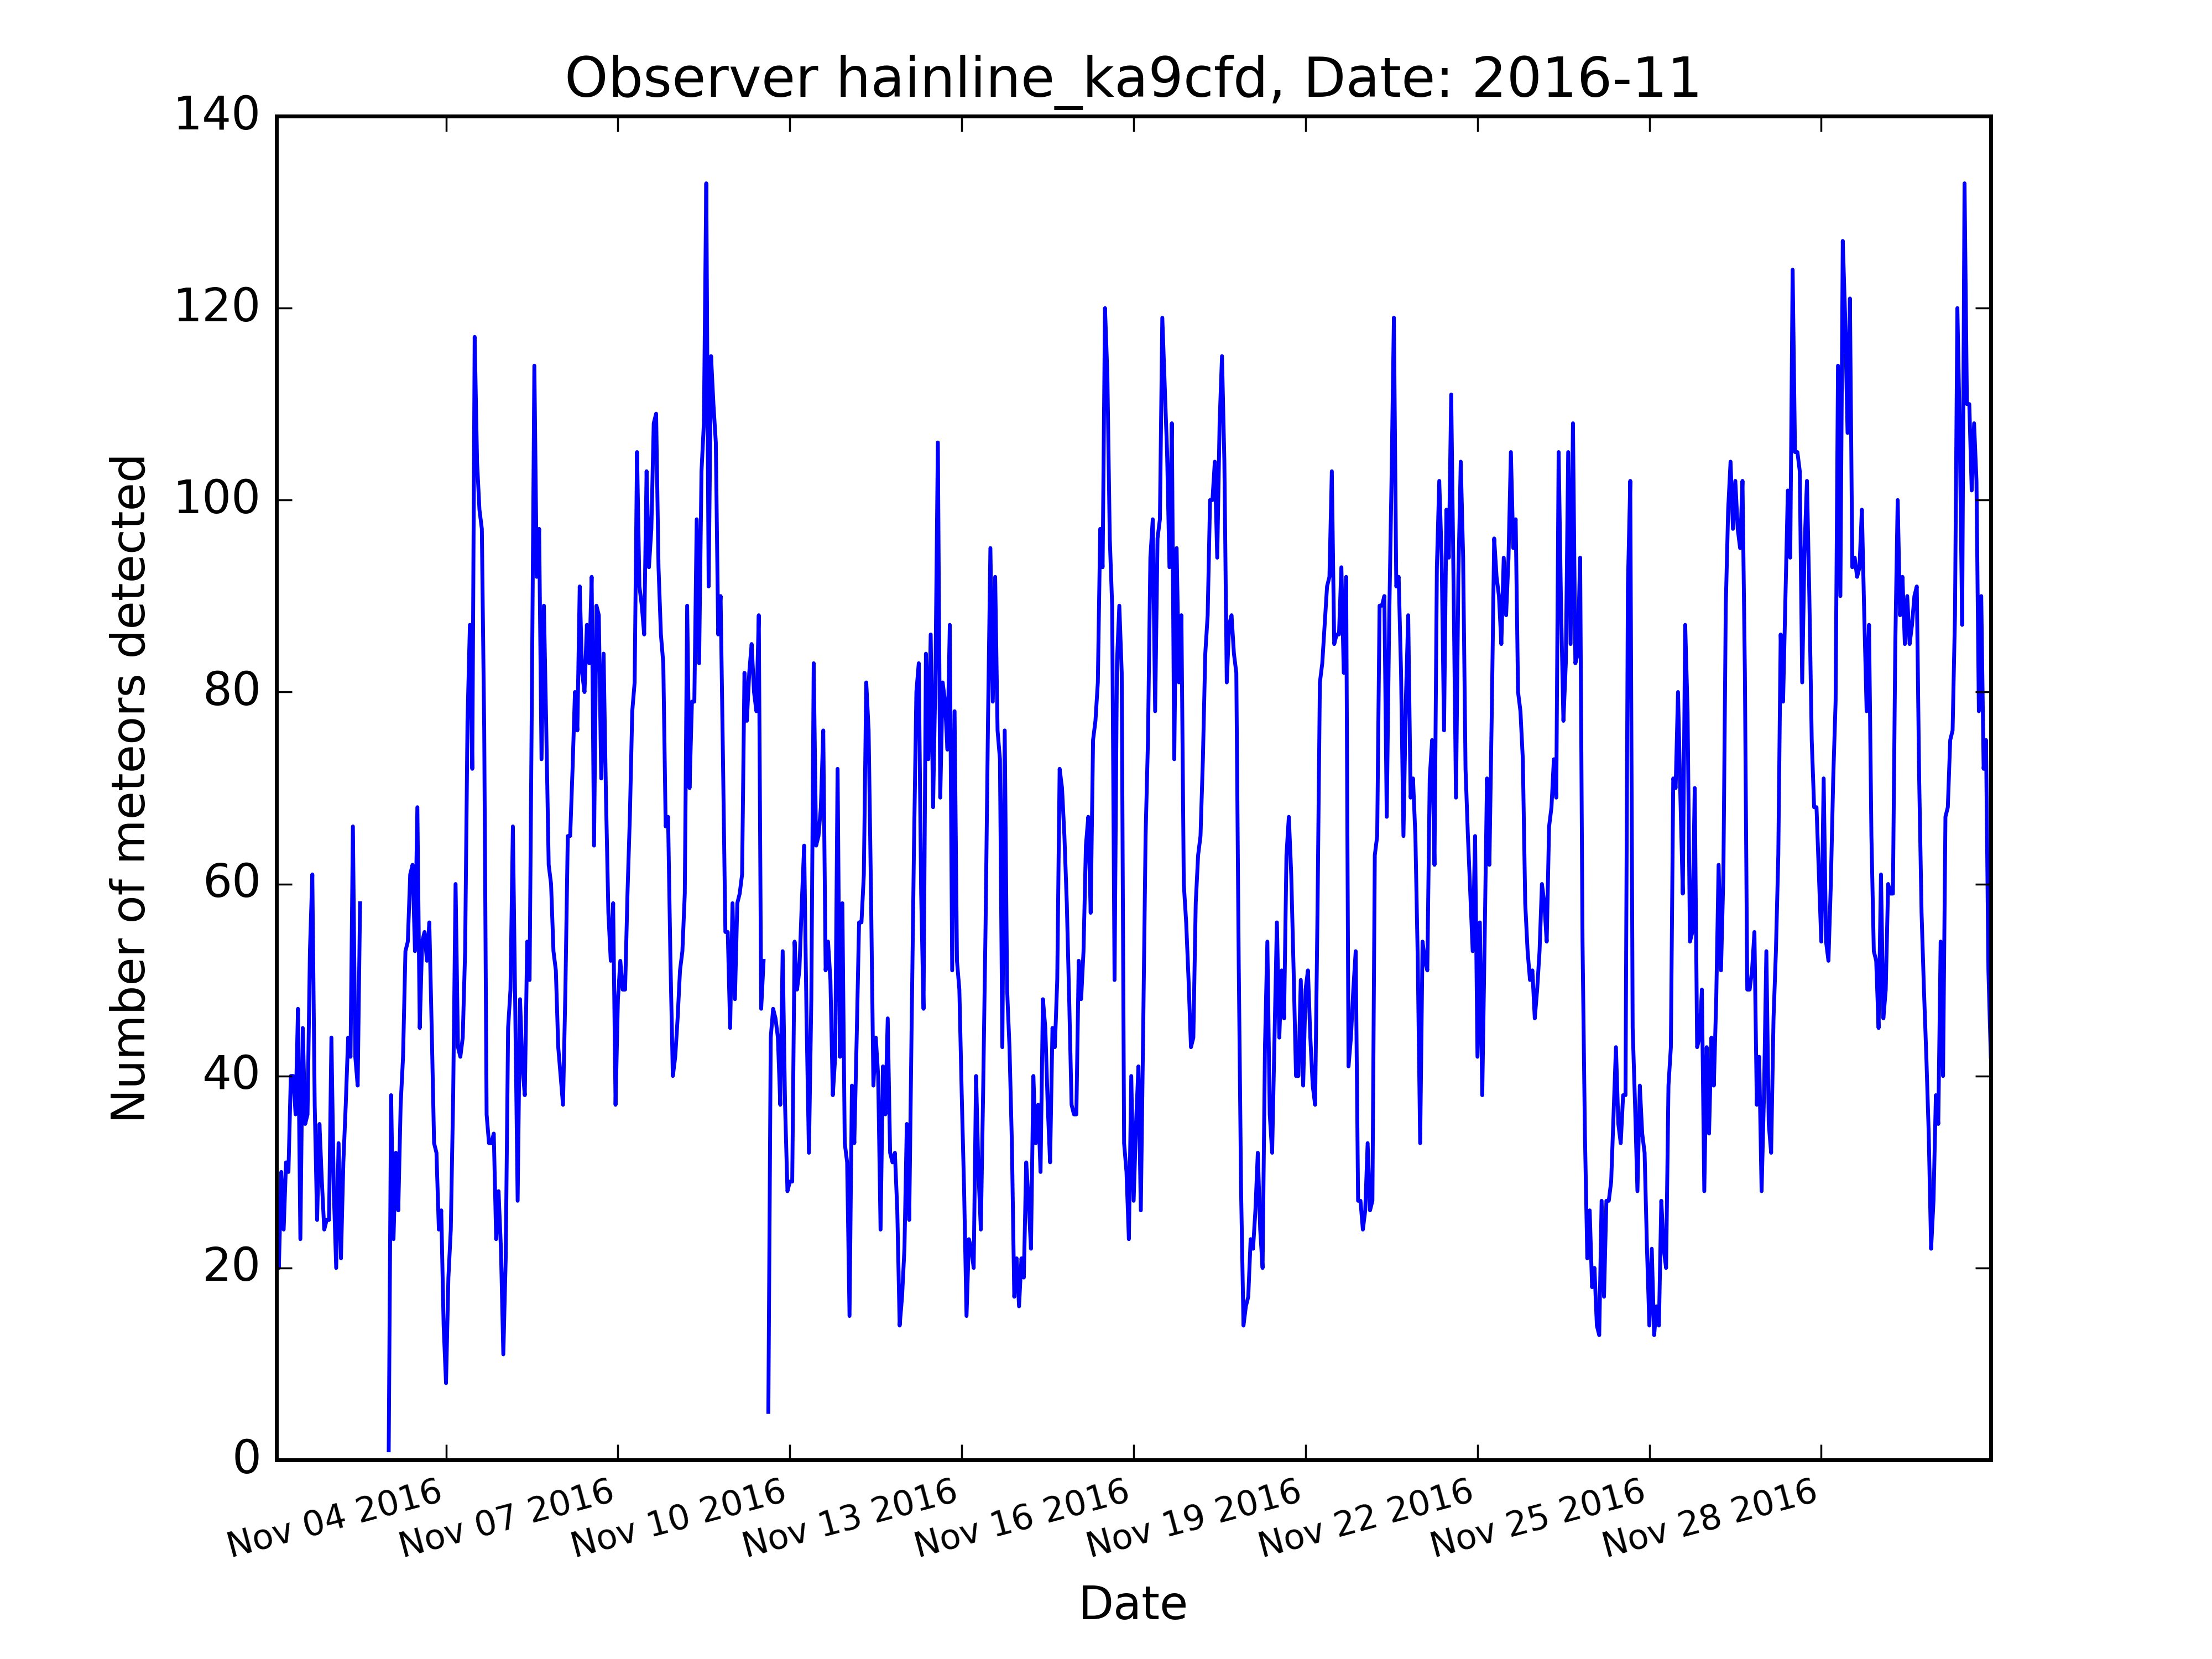 Observer hainline_ka9cfd, Date: 2016-11
Number of meteors detected
140
120
100
80
60
40
20
0
Nov 04 2016
Nov 07 2016
Nov 10 2016
Nov 13 2016
Nov 16 2016
Nov 19 2016
Nov 22 2016
Nov 25 2016
Nov 28 2016
Date